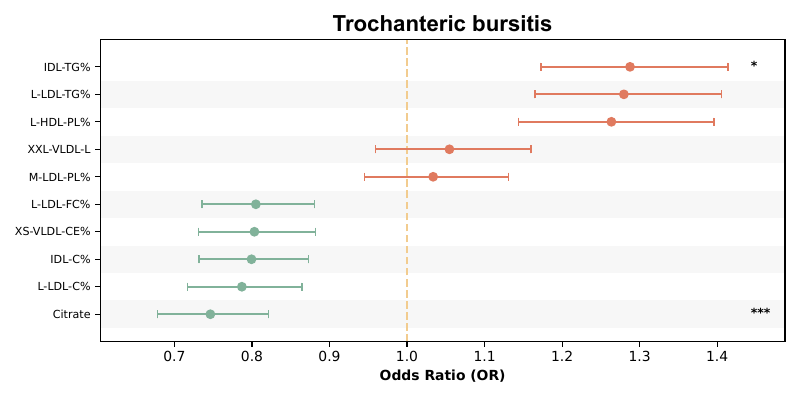 Trochanteric bursitis
IDL-TG%
*
L-LDL-TG%
L-HDL-PL%
XXL-VLDL-L
M-LDL-PL%
L-LDL-FC%
XS-VLDL-CE%
IDL-C%
L-LDL-C%
Citrate
***
0.7 0.8 0.9 1.0 1.1 1.2 1.3 1.4
Odds Ratio (OR)